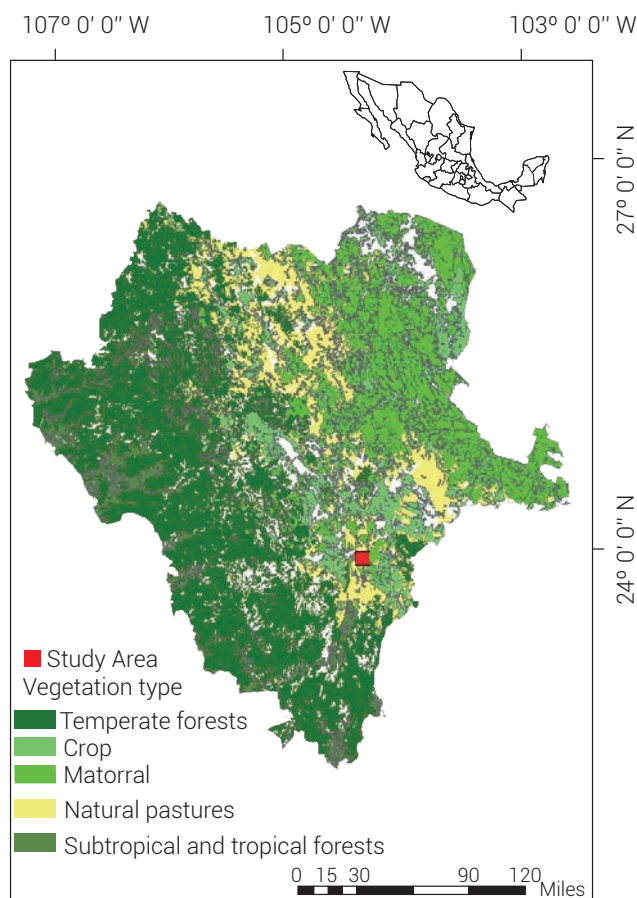 107º 0' 0'' W 105º 0' 0'' W 103º 0' 0'' W
27º 0' 0'' N
24º 0' 0'' N
Study Area
Vegetation type
Temperate forests
Crop
Matorral
Natural pastures
Subtropical and tropical forests
0 15 30 90 120
Miles